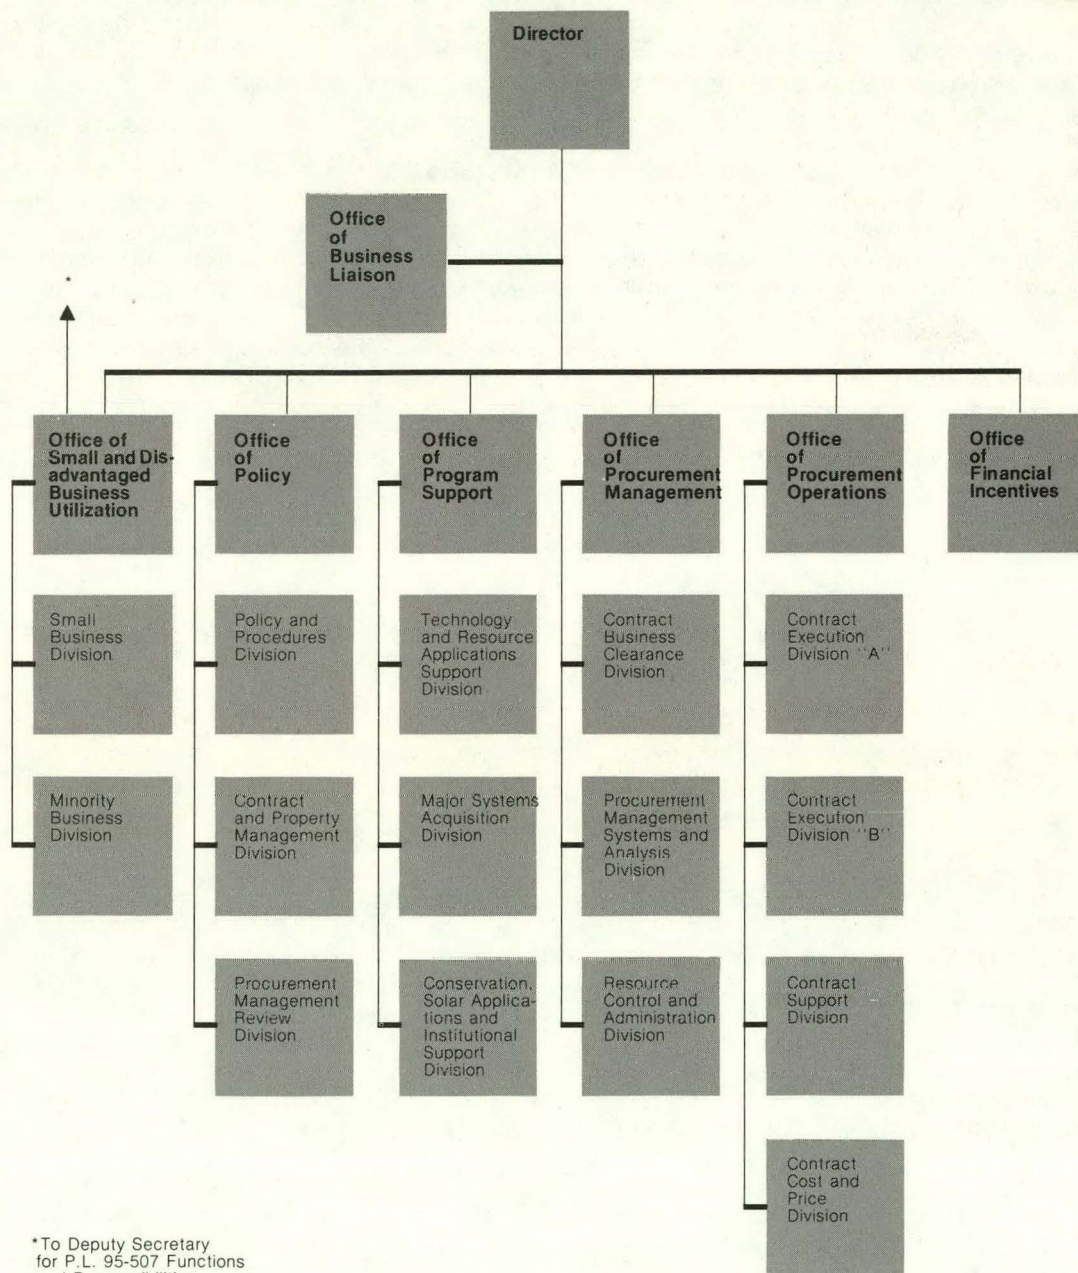 Director
Office
of
Business
Liaison
*
Office of
Small and Dis-
advantaged
Business
Utilization
Office
of
Policy
Office
of
Program
Support
Office
of
Procurement
Management
Office
of
Procurement
Operations
Office
of
Financial
Incentives
Small
Business
Division
Policy and
Procedures
Division
Technology
and Resource
Applications
Support
Division
Contract
Business
Clearance
Division
Contract
Execution
Division "A"
Minority
Business
Division
Contract
and Property
Management
Division
Major Systems
Acquisition
Division
Procurement
Management
Systems and
Analysis
Division
Contract
Execution
Division "B"
Procurement
Management
Review
Division
Conservation,
Solar Applica-
tions and
Institutional
Support
Division
Resource
Control and
Administration
Division
Contract
Support
Division
Contract
Cost and
Price
Division
*To Deputy Secretary
for P.L. 95-507 Functions